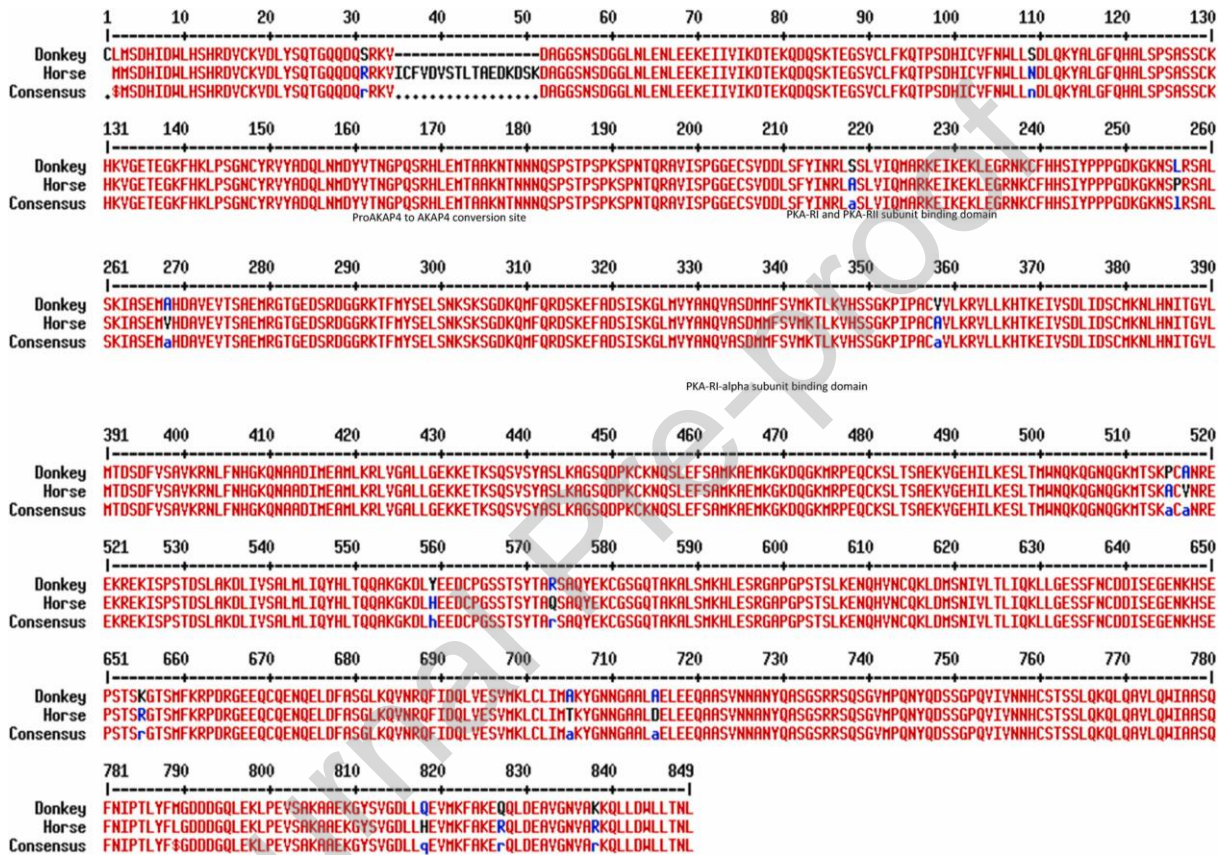 1 10 20 30 40 50 60 70 80 90 100 110 120 130
|---------+---------+---------+---------+---------+---------+---------+---------+---------+---------+---------+---------+---------|
Donkey CLMSDHIDWLHSHRDVCKVDLYSQTGQQDQSRKV-----------------DAGGSNSDGGLNLENLEEKEIIVIKDTEKQDQSKTEGSVCLFKQTPSDHICVFNWLLSDLQKYALGFQHALSPSASSCK
Horse MMSDHIDWLHSHRDVCKVDLYSQTGQQDQRRKVICFVDVSTLTAEDKDSKDAGGSNSDGGLNLENLEEKEIIVIKDTEKQDQSKTEGSVCLFKQTPSDHICVFNWLLNDLQKYALGFQHALSPSASSCK
Consensus .$MSDHIDWLHSHRDVCKVDLYSQTGQQDQrRKV.................DAGGSNSDGGLNLENLEEKEIIVIKDTEKQDQSKTEGSVCLFKQTPSDHICVFNWLLnDLQKYALGFQHALSPSASSCK
131 140 150 160 170 180 190 200 210 220 230 240 250 260
|---------+---------+---------+---------+---------+---------+---------+---------+---------+---------+---------+---------+---------|
Donkey HKVGETEGKFHKLPSGNCYRVYADQLNMDYVTNGPQSRHLEMTAAKNTNNNQSPSTPSPKSPNTQRAVISPGGECSVDDLSFYINRLSSLVIQMARKEIKEKLEGRNKCFHHSIYPPPGDKGKNSLRSAL
Horse HKVGETEGKFHKLPSGNCYRVYADQLNMDYVTNGPQSRHLEMTAAKNTNNNQSPSTPSPKSPNTQRAVISPGGECSVDDLSFYINRLASLVIQMARKEIKEKLEGRNKCFHHSIYPPPGDKGKNSPRSAL
Consensus HKVGETEGKFHKLPSGNCYRVYADQLNMDYVTNGPQSRHLEMTAAKNTNNNQSPSTPSPKSPNTQRAVISPGGECSVDDLSFYINRLaSLVIQMARKEIKEKLEGRNKCFHHSIYPPPGDKGKNSlRSAL
ProAKAP4 to AKAP4 conversion site PKA-RI and PKA-RII subunit binding domain
261 270 280 290 300 310 320 330 340 350 360 370 380 390
|---------+---------+---------+---------+---------+---------+---------+---------+---------+---------+---------+---------+---------|
Donkey SKIASEMAHDAVEVTSAEMRGTGEDSRDGGRKTFMYSELSNKSKSGDKQMFQRDSKEFADSISKGLMVYANQVASDMMFSVMKTLKVHSSGKPIPACVVLKRVLLKHTKEIVSDLIDSCMKNLHNITGVL
Horse SKIASEMVHDAVEVTSAEMRGTGEDSRDGGRKTFMYSELSNKSKSGDKQMFQRDSKEFADSISKGLMVYANQVASDMMFSVMKTLKVHSSGKPIPACAVLKRVLLKHTKEIVSDLIDSCMKNLHNITGVL
Consensus SKIASEMaHDAVEVTSAEMRGTGEDSRDGGRKTFMYSELSNKSKSGDKQMFQRDSKEFADSISKGLMVYANQVASDMMFSVMKTLKVHSSGKPIPACaVLKRVLLKHTKEIVSDLIDSCMKNLHNITGVL
PKA-RI-alpha subunit binding domain
391 400 410 420 430 440 450 460 470 480 490 500 510 520
|---------+---------+---------+---------+---------+---------+---------+---------+---------+---------+---------+---------+---------|
Donkey MTDSDFVSAVKRNLFNHGKQNAADIMEAMLKRLVGALLGEKKETKSQSVSYASLKAGSQDPKCKNQSLEFSAMKAEMKGKDQGKMRPEQCKSLTSAEKVGEHILKESLTMWNQKQGNQGKMTSKPCANRE
Horse MTDSDFVSAVKRNLFNHGKQNAADIMEAMLKRLVGALLGEKKETKSQSVSYASLKAGSQDPKCKNQSLEFSAMKAEMKGKDQGKMRPEQCKSLTSAEKVGEHILKESLTMWNQKQGNQGKMTSKACVNRE
Consensus MTDSDFVSAVKRNLFNHGKQNAADIMEAMLKRLVGALLGEKKETKSQSVSYASLKAGSQDPKCKNQSLEFSAMKAEMKGKDQGKMRPEQCKSLTSAEKVGEHILKESLTMWNQKQGNQGKMTSKaCaNRE
521 530 540 550 560 570 580 590 600 610 620 630 640 650
|---------+---------+---------+---------+---------+---------+---------+---------+---------+---------+---------+---------+---------|
Donkey EKREKISPSTDSLAKDLIVSALMLIQYHLTQQAKGKDLYEEDCPGSSTSYTARSAQYEKCGSGQTAKALSMKHLESRGAPGPSTSLKENQHVNCQKLDMSNIVLTLIQKLLGESSFNCDDISEGENKHSE
Horse EKREKISPSTDSLAKDLIVSALMLIQYHLTQQAKGKDLHEEDCPGSSTSYTAQSAQYEKCGSGQTAKALSMKHLESRGAPGPSTSLKENQHVNCQKLDMSNIVLTLIQKLLGESSFNCDDISEGENKHSE
Consensus EKREKISPSTDSLAKDLIVSALMLIQYHLTQQAKGKDLhEEDCPGSSTSYTArSAQYEKCGSGQTAKALSMKHLESRGAPGPSTSLKENQHVNCQKLDMSNIVLTLIQKLLGESSFNCDDISEGENKHSE
651 660 670 680 690 700 710 720 730 740 750 760 770 780
|---------+---------+---------+---------+---------+---------+---------+---------+---------+---------+---------+---------+---------|
Donkey PSTSKGTSMFKRPDRGEEQCQENQELDFASGLKQVNRQFIDQLVESVMKLCLIMAKYGNNGAALAELEEQAASVNNANYQASGSRRSQSGVMPQNYQDSSGPQVIVNNHCSTSSLQKQLQAVLQWIAASQ
Horse PSTSRGTSMFKRPDRGEEQCQENQELDFASGLKQVNRQFIDQLVESVMKLCLIMTKYGNNGAALDELEEQAASVNNANYQASGSRRSQSGVMPQNYQDSSGPQVIVNNHCSTSSLQKQLQAVLQWIAASQ
Consensus PSTSrGTSMFKRPDRGEEQCQENQELDFASGLKQVNRQFIDQLVESVMKLCLIMaKYGNNGAALaELEEQAASVNNANYQASGSRRSQSGVMPQNYQDSSGPQVIVNNHCSTSSLQKQLQAVLQWIAASQ
781 790 800 810 820 830 840 849
|---------+---------+---------+---------+---------+---------+--------|
Donkey FNIPTLYFMGDDDGQLEKLPEVSAKAAEKGYSVGDLLQEVMKFAKEQQLDEAVGNVAKKQLLDWLLTNL
Horse FNIPTLYFLGDDDGQLEKLPEVSAKAAEKGYSVGDLLHEVMKFAKERQLDEAVGNVARKQLLDWLLTNL
Consensus FNIPTLYF$GDDDGQLEKLPEVSAKAAEKGYSVGDLLqEVMKFAKErQLDEAVGNVArKQLLDWLLTNL